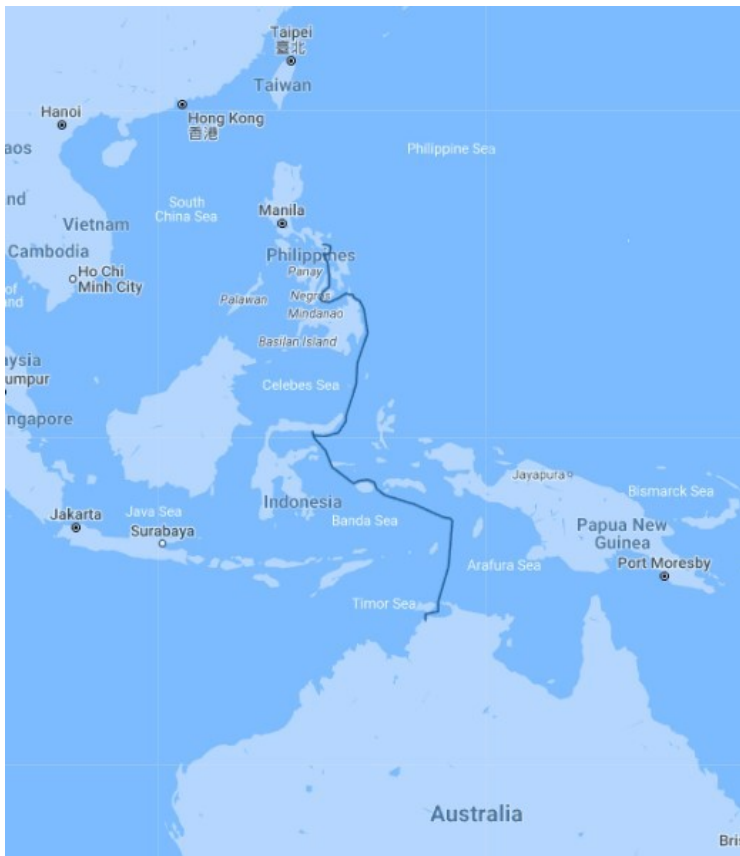 Taipei
臺北
Taiwan
Hong Kong
香港
Hanoi
aos
Philippine Sea
nd
South
China Sea
Manila
Vietnam
Cambodia
Philippines
Panay
Ho Chi
Minh City
of
and
Palawan
Negros
Mindanao
Basilan Island
aysia
umpur
Celebes Sea
ngapore
Jayapura
Bismarck Sea
Indonesia
Java Sea
Jakarta
Banda Sea
Surabaya
Papua New
Guinea
Arafura Sea
Port Moresby
Timor Sea
Australia
Bris